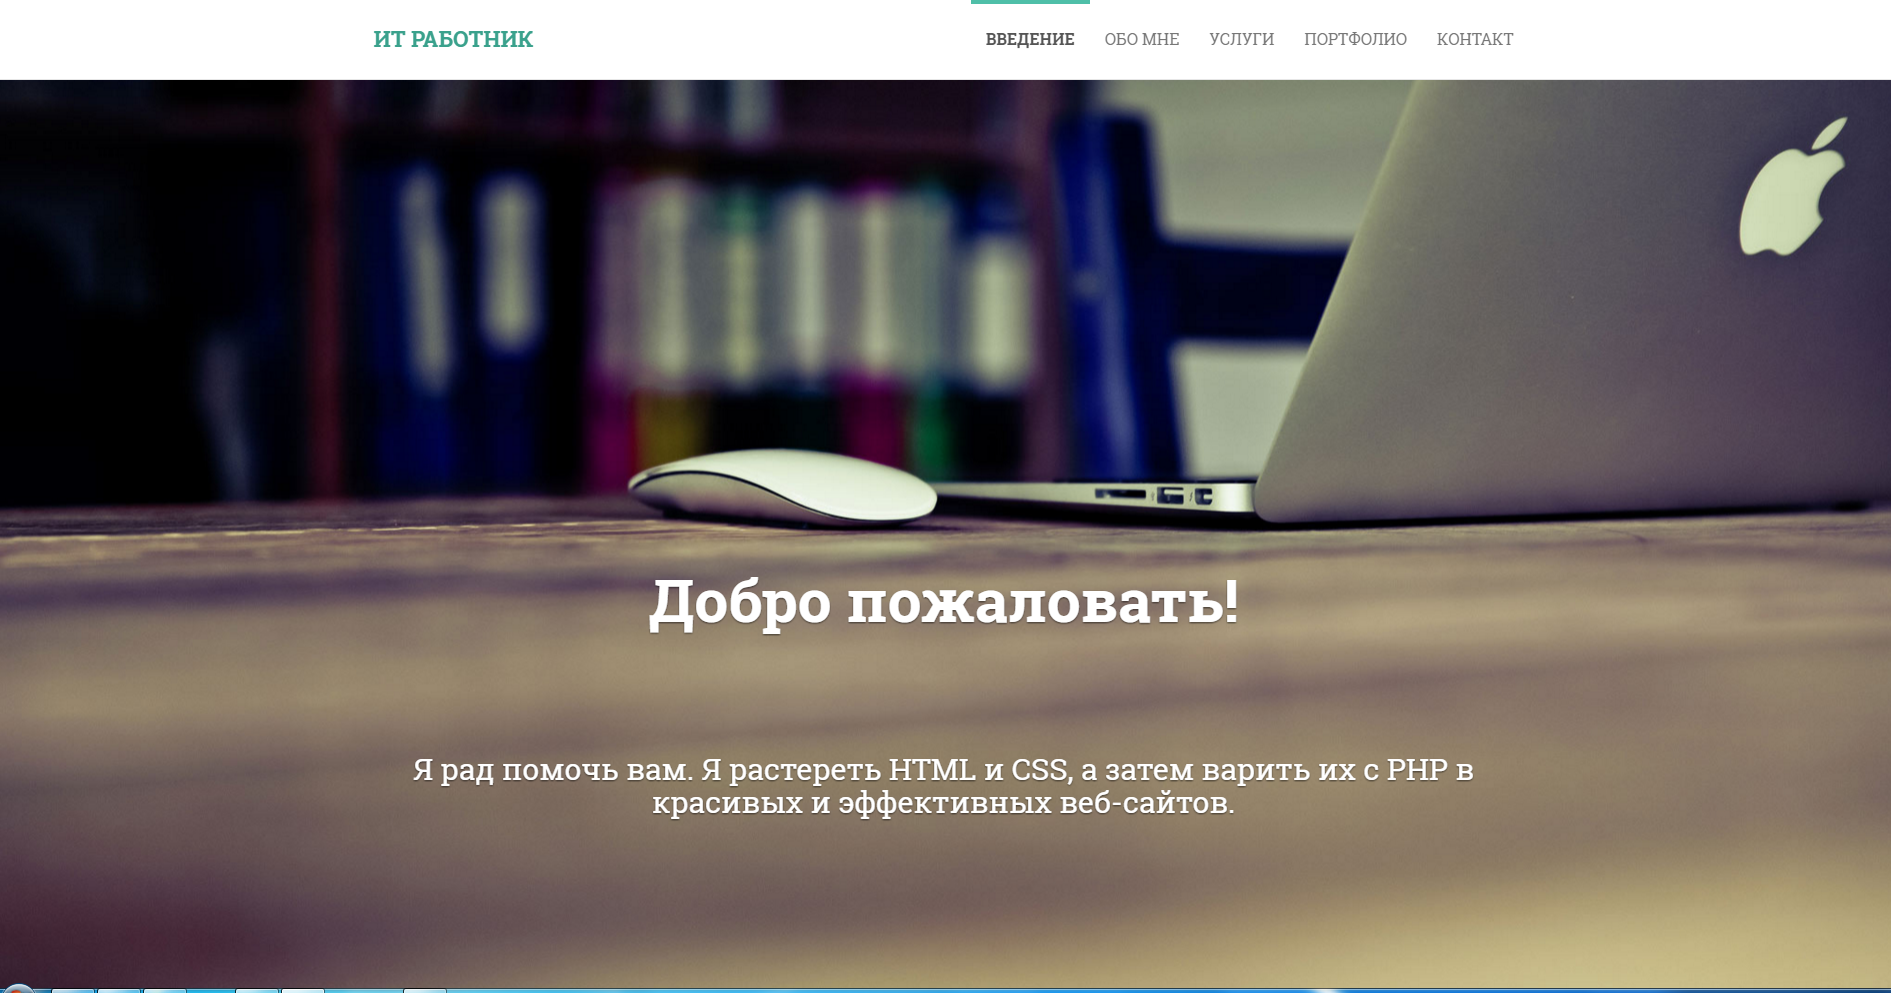 ИТ РАБОТНИК
ВВЕДЕНИЕ ОБО МНЕ УСЛУГИ ПОРТФОЛИО КОНТАКТ
Добро пожаловать!
Я рад помочь вам. Я растереть HTML и CSS, а затем варить их с PHP в
красивых и эффективных веб-сайтов.